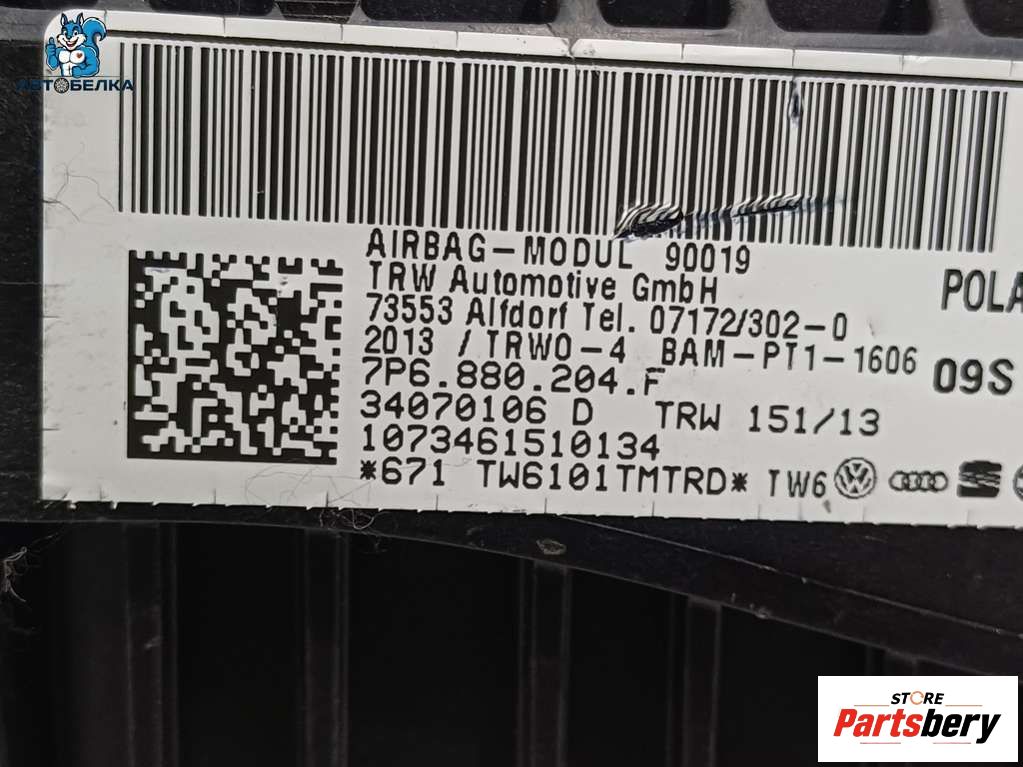 АВТОБЕЛКА
AIRBAG-MODUL 90019
TRW Automotive GmbH
73553 Alfdorf Tel. 07172/302-0
2013 /TRWO-4 BAM-PT1-1606
7P6.880.204.F
34070106 D TRW 151/13
1073461510134
*671 TW6101TMTRD* TW6
POLA
09S
STORE
Partsbery